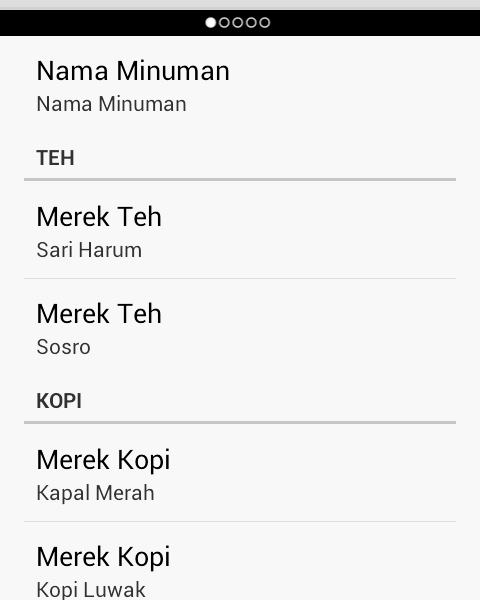 Nama Minuman
Nama Minuman
TEH
Merek Teh
Sari Harum
Merek Teh
Sosro
KOPI
Merek Kopi
Kapal Merah
Merek Kopi
Kopi Luwak